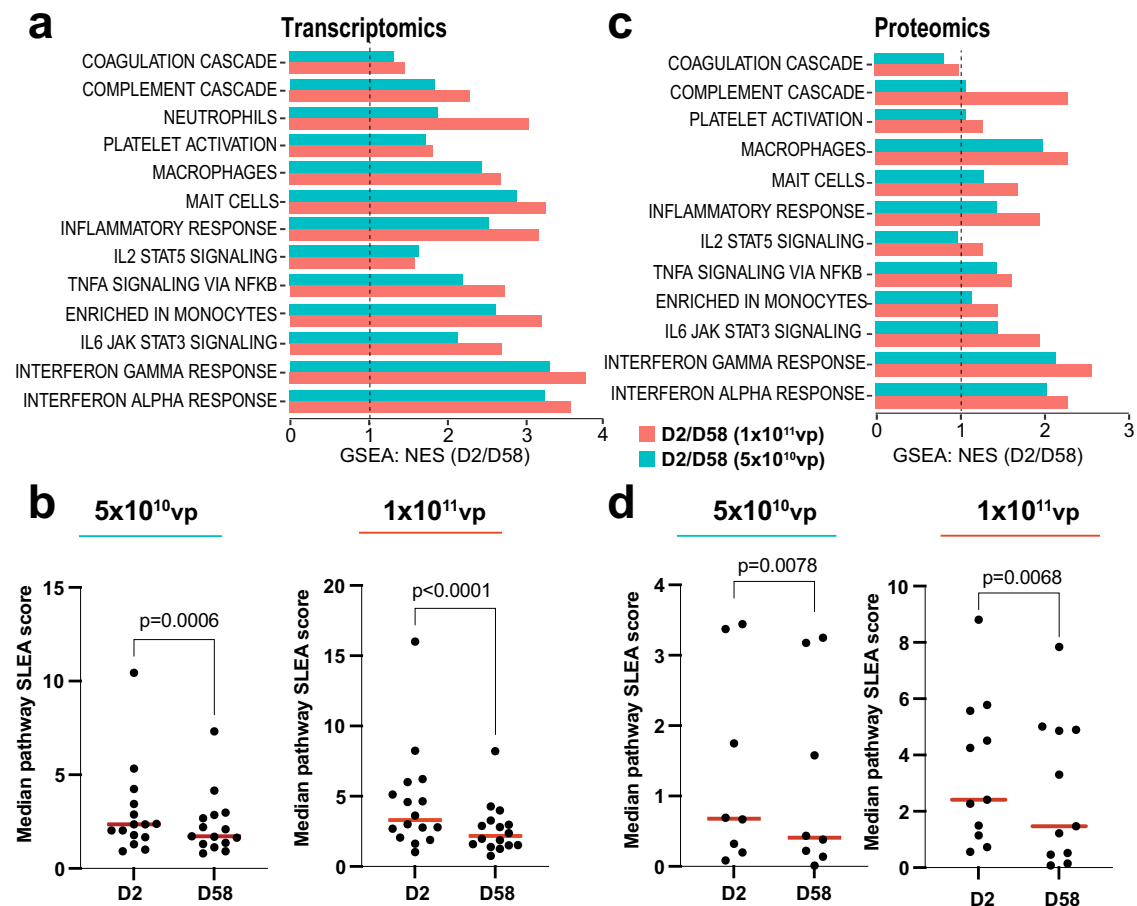 a
Transcriptomics
COAGULATION CASCADE
COMPLEMENT CASCADE
NEUTROPHILS
PLATELET ACTIVATION
MACROPHAGES
MAIT CELLS
INFLAMMATORY RESPONSE
IL2 STAT5 SIGNALING
TNFA SIGNALING VIA NFKB
ENRICHED IN MONOCYTES
IL6 JAK STAT3 SIGNALING
INTERFERON GAMMA RESPONSE
INTERFERON ALPHA RESPONSE
0 1 2 3 4
GSEA: NES (D2/D58)
c
Proteomics
COAGULATION CASCADE
COMPLEMENT CASCADE
PLATELET ACTIVATION
MACROPHAGES
MAIT CELLS
INFLAMMATORY RESPONSE
IL2 STAT5 SIGNALING
TNFA SIGNALING VIA NFKB
ENRICHED IN MONOCYTES
IL6 JAK STAT3 SIGNALING
INTERFERON GAMMA RESPONSE
INTERFERON ALPHA RESPONSE
0 1 2 3
GSEA: NES (D2/D58)
D2/D58 (1x10¹¹vp)
D2/D58 (5x10¹⁰vp)
b
5x10¹⁰vp
Median pathway SLEA score
15
10
5
0
p=0.0006
D2 D58
1x10¹¹vp
Median pathway SLEA score
20
15
10
5
0
p<0.0001
D2 D58
d
5x10¹⁰vp
Median pathway SLEA score
4
3
2
1
0
p=0.0078
D2 D58
1x10¹¹vp
Median pathway SLEA score
10
8
6
4
2
0
p=0.0068
D2 D58